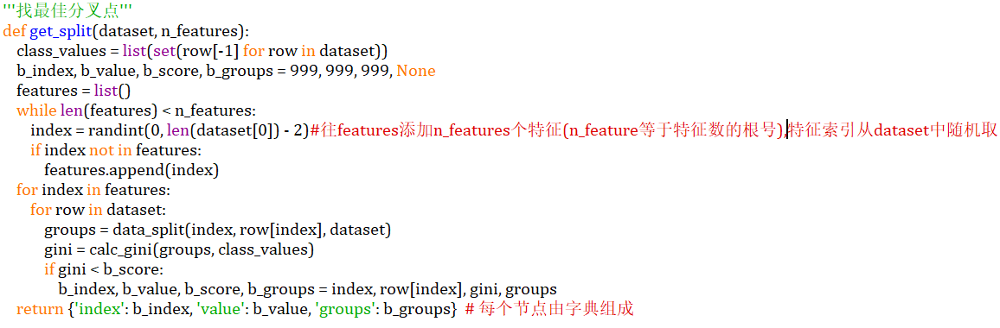 '''找最佳分叉点'''
def get_split(dataset, n_features):
    class_values = list(set(row[-1] for row in dataset))
    b_index, b_value, b_score, b_groups = 999, 999, 999, None
    features = list()
    while len(features) < n_features:
        index = randint(0, len(dataset[0]) - 2)#往features添加n_features个特征(n_feature等于特征数的根号),特征索引从dataset中随机取
        if index not in features:
            features.append(index)
    for index in features:
        for row in dataset:
            groups = data_split(index, row[index], dataset)
            gini = calc_gini(groups, class_values)
            if gini < b_score:
                b_index, b_value, b_score, b_groups = index, row[index], gini, groups
    return {'index': b_index, 'value': b_value, 'groups': b_groups}  # 每个节点由字典组成